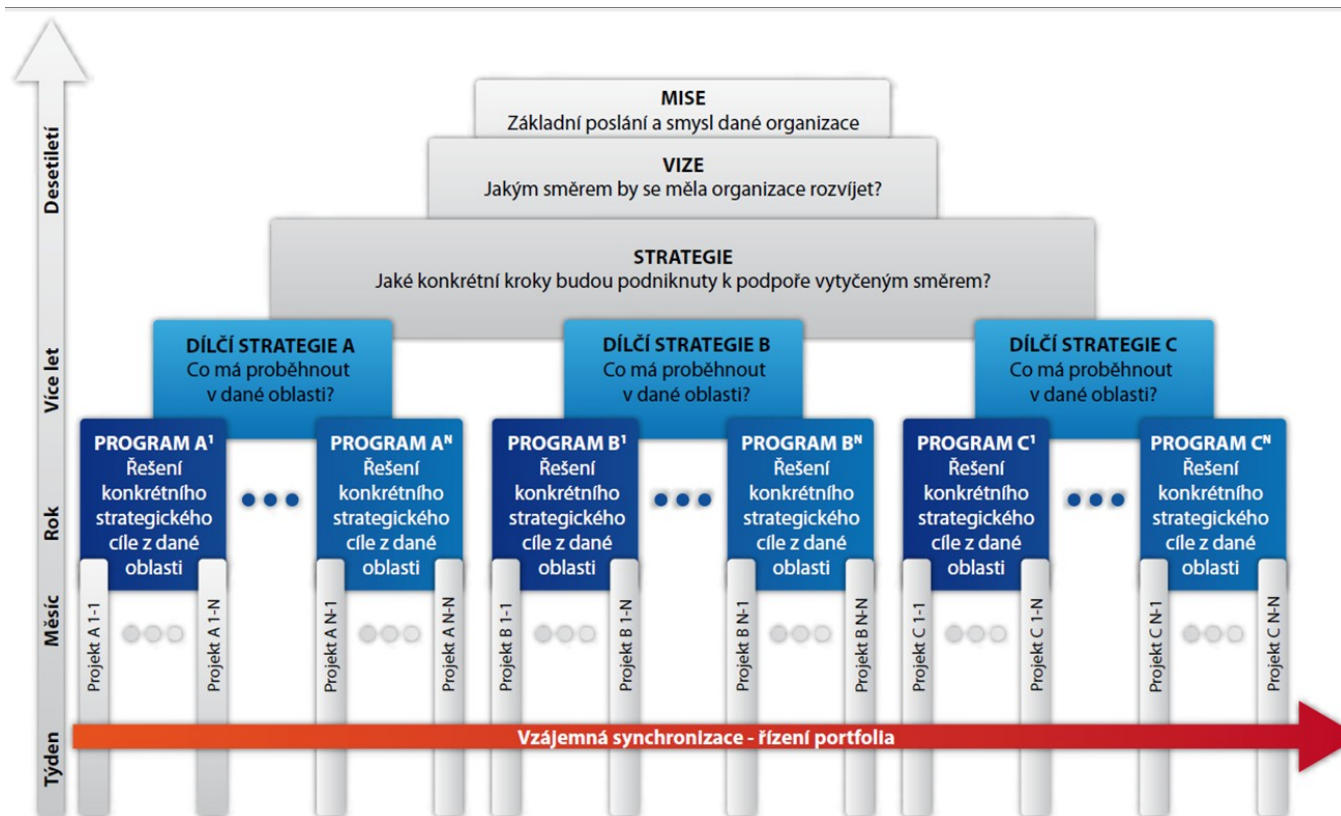 MISE
Základní poslání a smysl dané organizace
VIZE
Jakým směrem by se měla organizace rozvíjet?
STRATEGIE
Jaké konkrétní kroky budou podniknuty k podpoře vytyčeným směrem?
DÍLČÍ STRATEGIE A
Co má proběhnout
v dané oblasti?
DÍLČÍ STRATEGIE B
Co má proběhnout
v dané oblasti?
DÍLČÍ STRATEGIE C
Co má proběhnout
v dané oblasti?
PROGRAM A¹
Řešení
konkrétního
strategického
cíle z dané
oblasti
PROGRAM Aᴺ
Řešení
konkrétního
strategického
cíle z dané
oblasti
PROGRAM B¹
Řešení
konkrétního
strategického
cíle z dané
oblasti
PROGRAM Bᴺ
Řešení
konkrétního
strategického
cíle z dané
oblasti
PROGRAM C¹
Řešení
konkrétního
strategického
cíle z dané
oblasti
PROGRAM Cᴺ
Řešení
konkrétního
strategického
cíle z dané
oblasti
Projekt A 1-1
Projekt A 1-N
Projekt A N-1
Projekt A N-N
Projekt B 1-1
Projekt B 1-N
Projekt B N-1
Projekt B N-N
Projekt C 1-1
Projekt C 1-N
Projekt C N-1
Projekt C N-N
Vzájemná synchronizace - řízení portfolia
Desetiletí
Více let
Rok
Měsíc
Týden